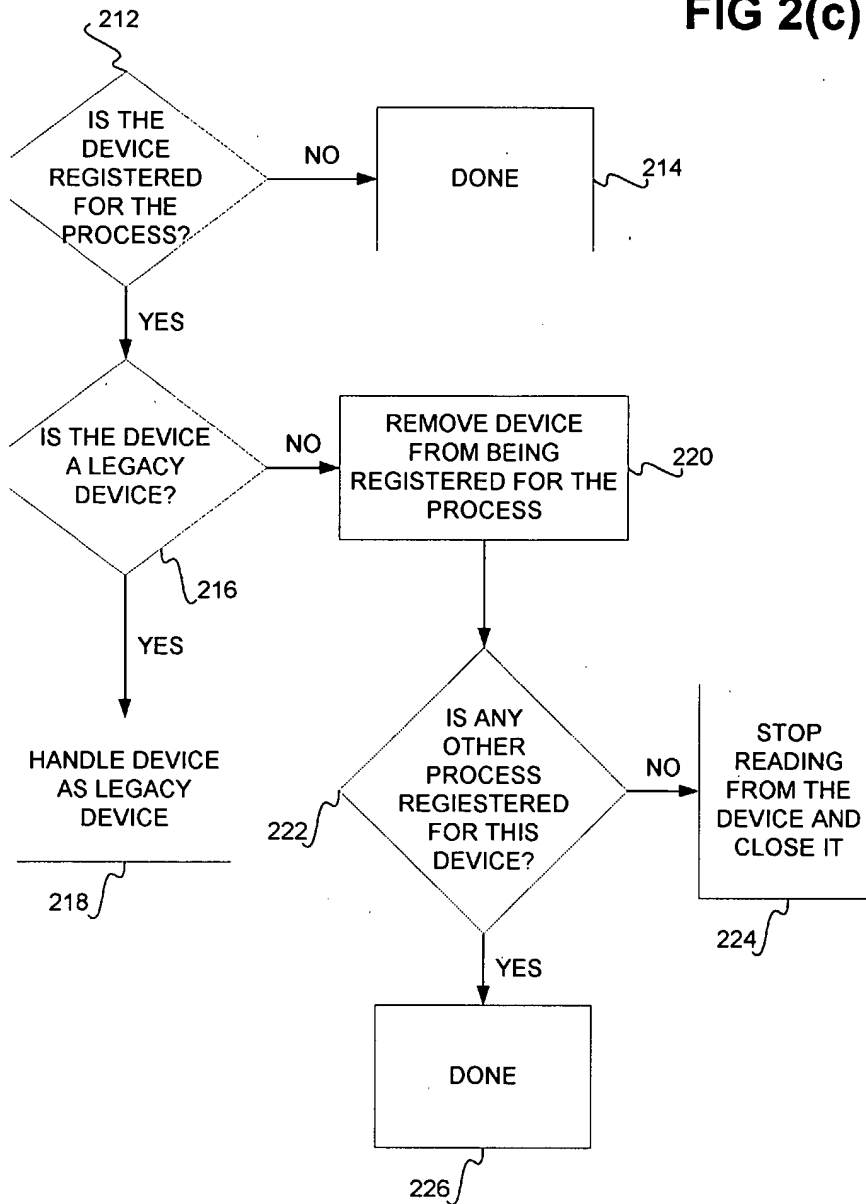 FIG 2(c)
212
IS THE
DEVICE
REGISTERED
FOR THE
PROCESS?
NO
DONE
214
YES
IS THE DEVICE
A LEGACY
DEVICE?
NO
REMOVE DEVICE
FROM BEING
REGISTERED FOR THE
PROCESS
220
216
YES
HANDLE DEVICE
AS LEGACY
DEVICE
218
IS ANY
OTHER
PROCESS
REGIESTERED
FOR THIS
DEVICE?
222
NO
STOP
READING
FROM THE
DEVICE AND
CLOSE IT
224
YES
DONE
226